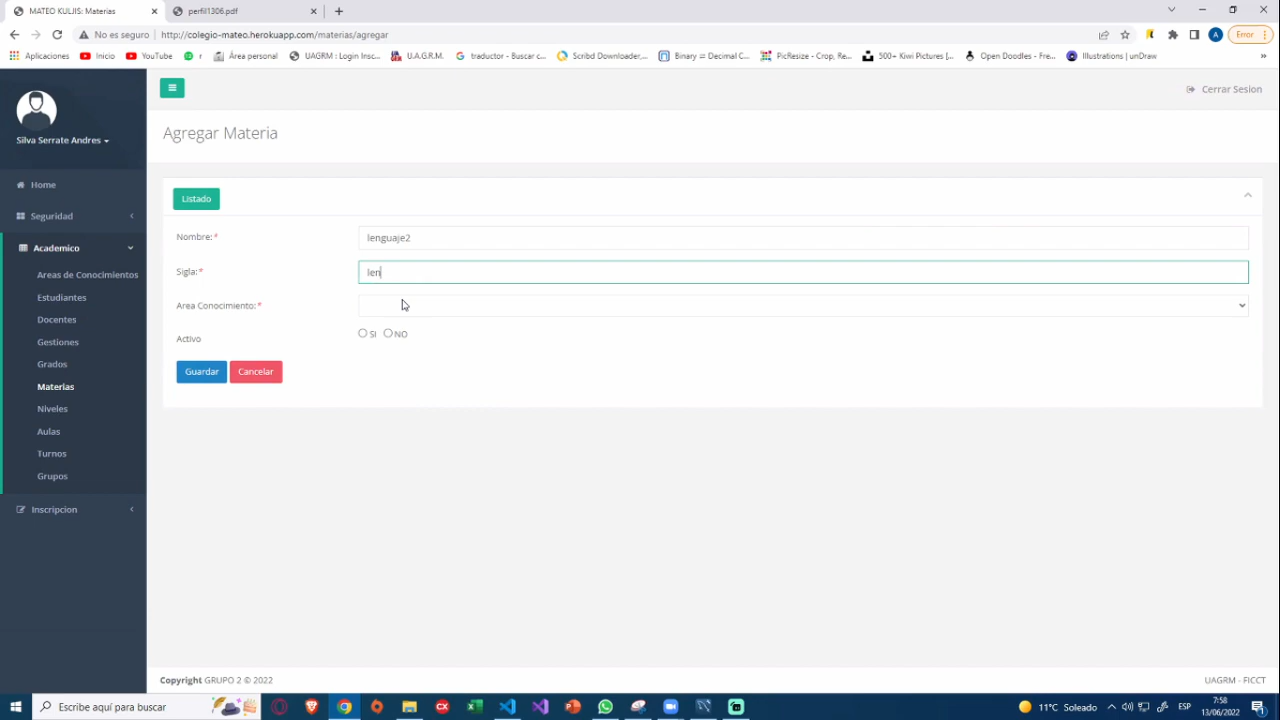 MATEO KULJIS: Materias
perfil1306.pdf
No es seguro | http://colegio-mateo.herokuapp.com/materias/agregar
A
Error
Aplicaciones
Inicio
YouTube
(2)
Área personal
UAGRM : Login Insc...
U.A.G.R.M.
traductor - Buscar c...
Scribd Downloader,...
Binary = Decimal C...
PicResize - Crop, Re...
500+ Kiwi Pictures [...
Open Doodles - Fre...
Illustrations | unDraw
»
Silva Serrate Andres
Cerrar Sesion
Agregar Materia
Home
Seguridad
Academico
Areas de Conocimientos
Estudiantes
Docentes
Gestiones
Grados
Materias
Niveles
Aulas
Turnos
Grupos
Inscripcion
Listado
Nombre:*
lenguaje2
Sigla:*
len
Area Conocimiento:*
Activo
SI NO
Guardar
Cancelar
Copyright GRUPO 2 © 2022
UAGRM - FICCT
Escribe aquí para buscar
11°C Soleado
ESP
7:58
13/06/2022